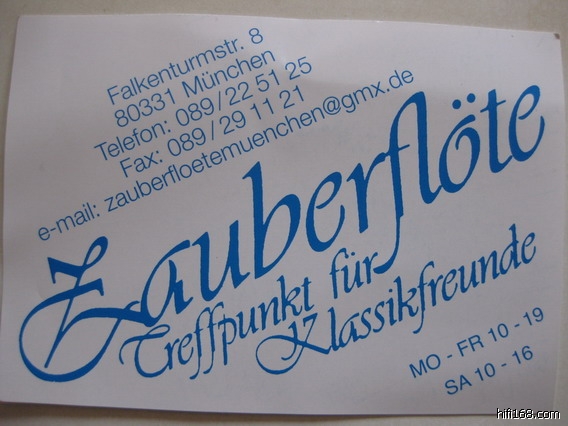 Falkenturmstr. 8
80331 München
Telefon: 089/22 51 25
Fax: 089/29 11 21
e-mail: zauberfloetemuenchen@gmx.de
Zauberflöte
Treffpunkt für
Klassikfreunde
MO - FR 10 - 19
SA 10 - 16
hifi168.com